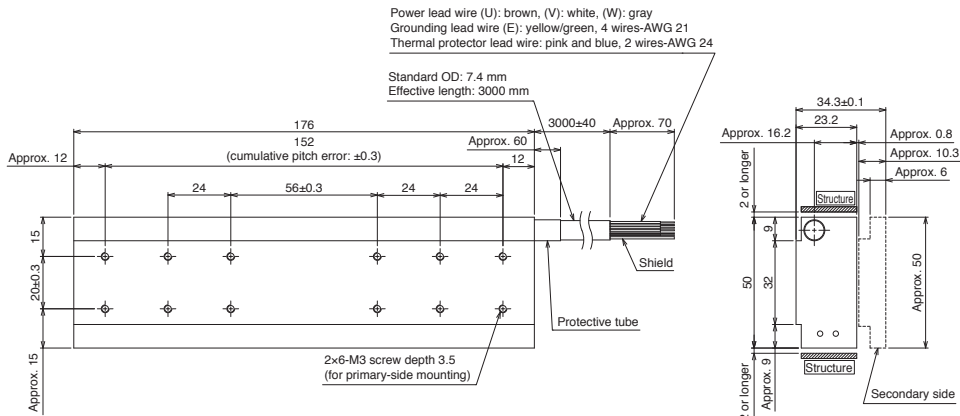 Power lead wire (U): brown, (V): white, (W): gray
Grounding lead wire (E): yellow/green, 4 wires-AWG 21
Thermal protector lead wire: pink and blue, 2 wires-AWG 24
Standard OD: 7.4 mm
Effective length: 3000 mm
176
3000±40
Approx. 70
152
(cumulative pitch error: ±0.3)
Approx. 60
Approx. 12
12
24
56±0.3
24
24
15
20±0.3
Approx. 15
Shield
Protective tube
2×6-M3 screw depth 3.5
(for primary-side mounting)
34.3±0.1
23.2
Approx. 16.2
Approx. 0.8
Approx. 10.3
Approx. 6
2 or longer
Structure
9
50
32
Approx. 50
Approx. 9
2 or longer
Structure
Secondary side